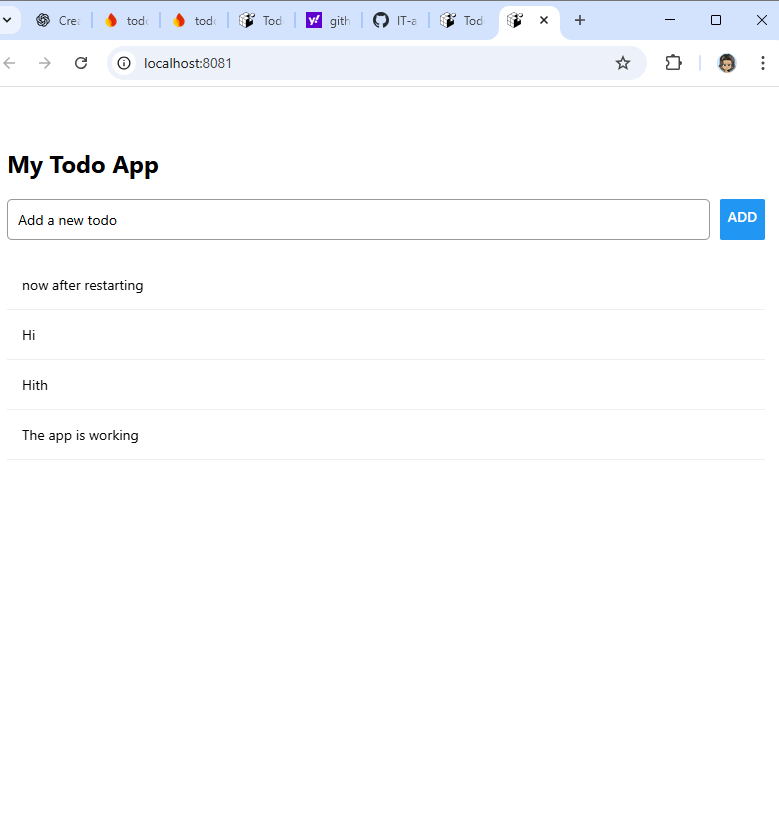 Crea
todo
todo
Tod
gith
IT-a
Tod
localhost:8081
My Todo App
Add a new todo
ADD
now after restarting
Hi
Hith
The app is working